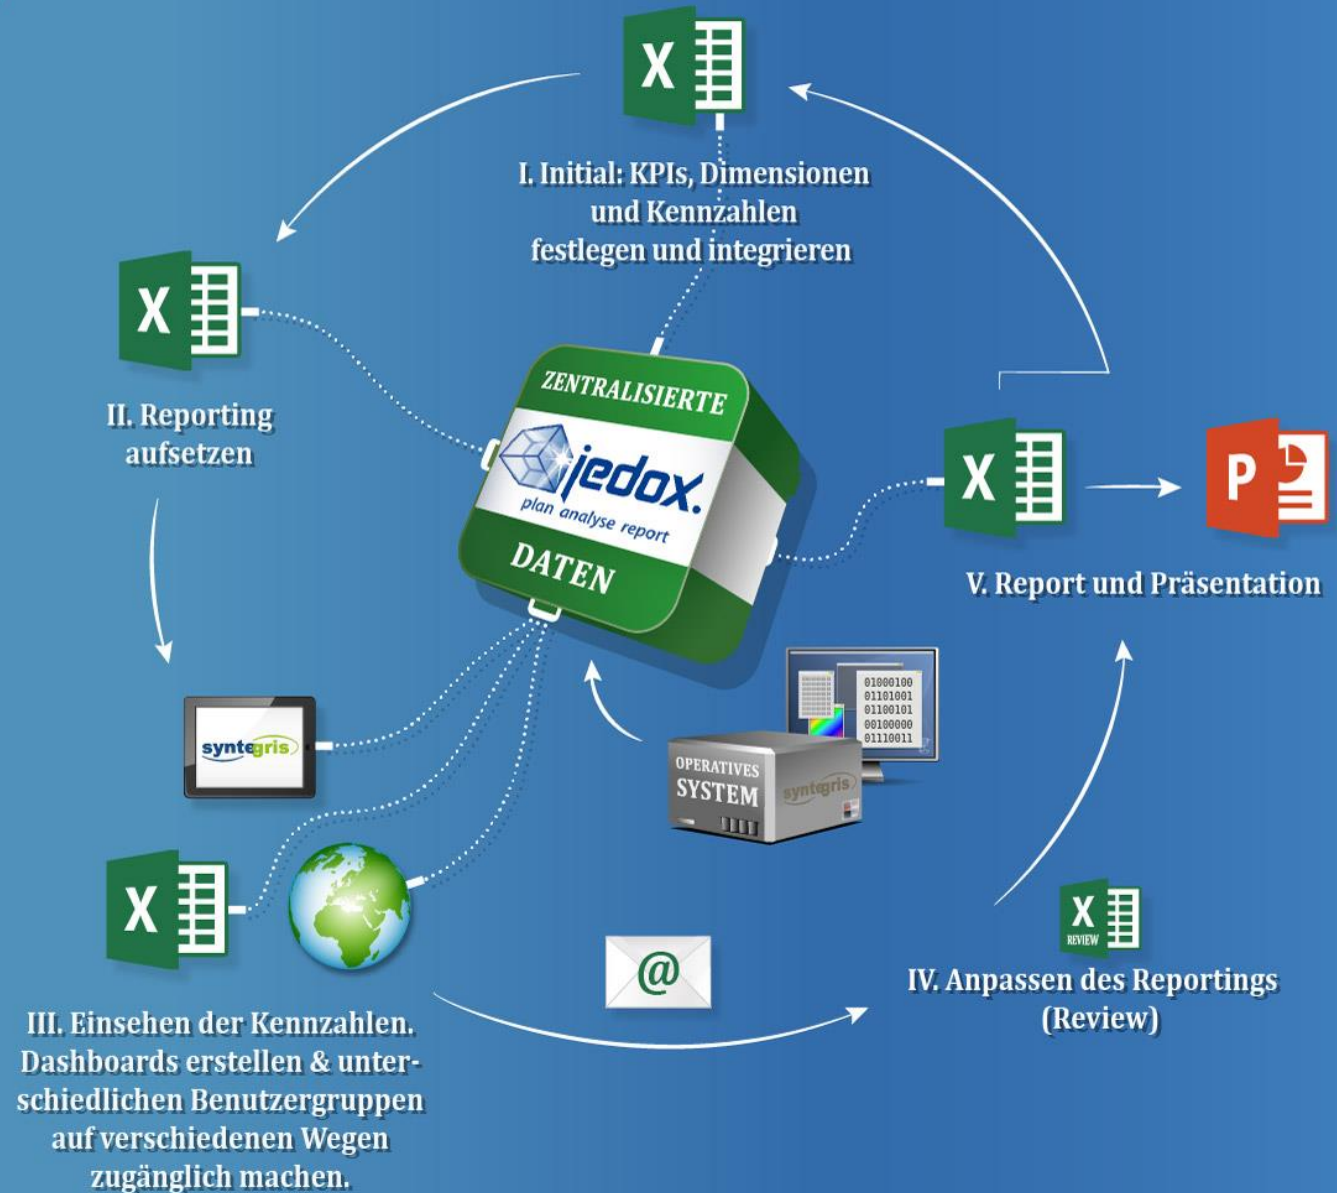 X
I. Initial: KPIs, Dimensionen
und Kennzahlen
festlegen und integrieren
X
II. Reporting
aufsetzen
ZENTRALISIERTE
jedox.
plan analyse report
DATEN
X
P
V. Report und Präsentation
syntegris
01000100
01101001
01100101
00100000
01110011
OPERATIVES
SYSTEM
syntegris
X
@
X
REVIEW
IV. Anpassen des Reportings
(Review)
III. Einsehen der Kennzahlen.
Dashboards erstellen & unter-
schiedlichen Benutzergruppen
auf verschiedenen Wegen
zugänglich machen.